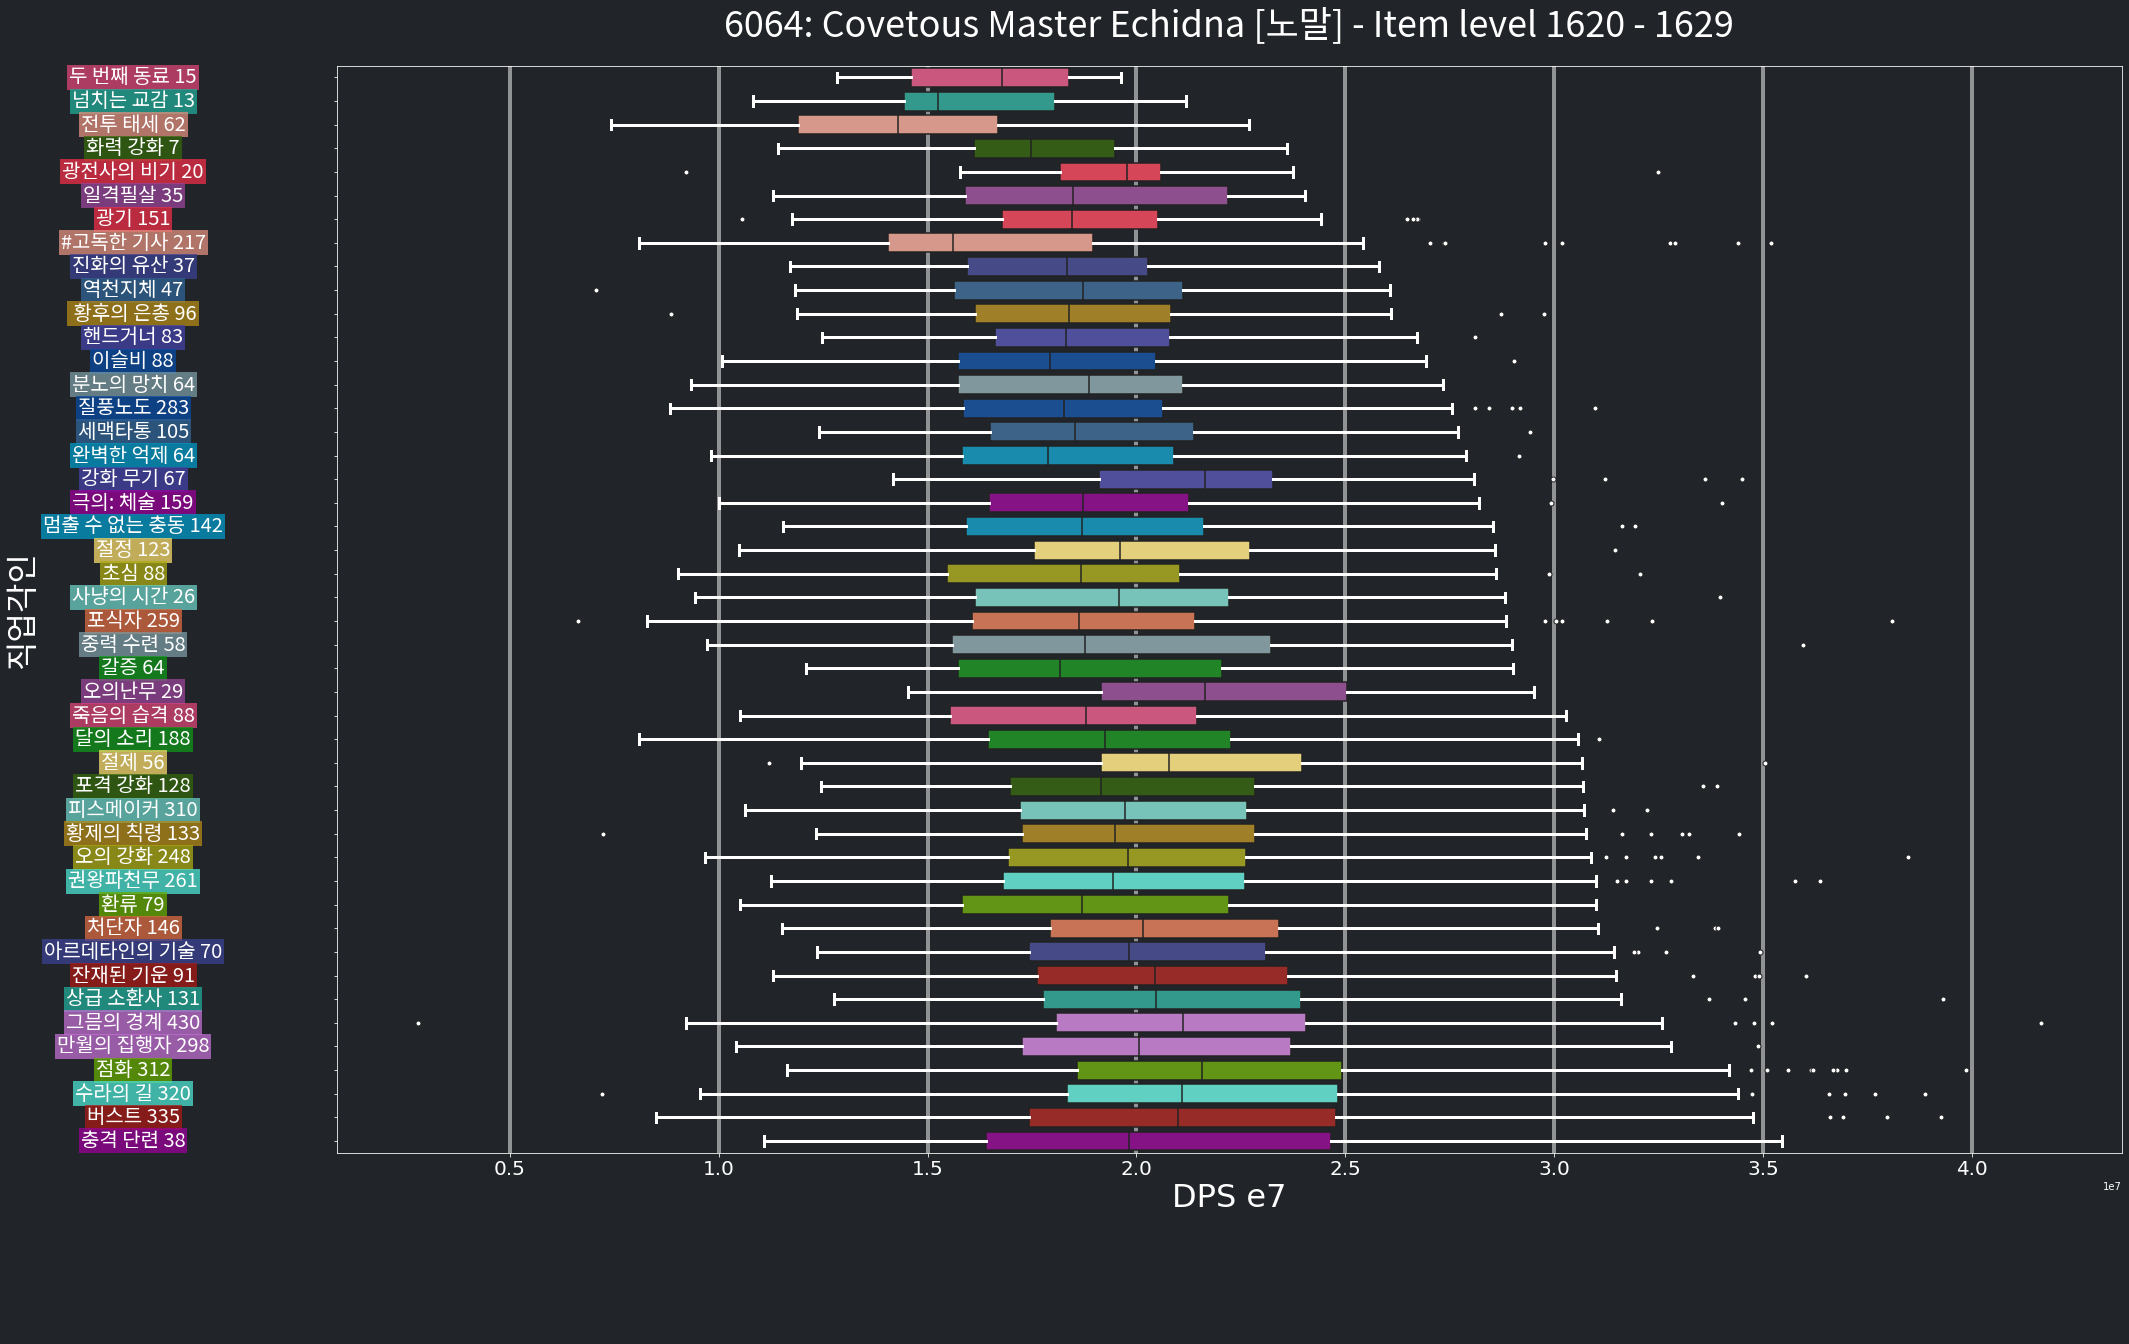 6064: Covetous Master Echidna [노말] - Item level 1620 - 1629
두 번째 동료 15
넘치는 교감 13
전투 태세 62
화력 강화 7
광전사의 비기 20
일격필살 35
광기 151
#고독한 기사 217
진화의 유산 37
역천지체 47
황후의 은총 96
핸드거너 83
이슬비 88
분노의 망치 64
질풍노도 283
세맥타통 105
완벽한 억제 64
강화 무기 67
극의: 체술 159
멈출 수 없는 충동 142
절정 123
초심 88
사냥의 시간 26
포식자 259
중력 수련 58
갈증 64
오의난무 29
죽음의 습격 88
달의 소리 188
절제 56
포격 강화 128
피스메이커 310
황제의 칙령 133
오의 강화 248
권왕파천무 261
환류 79
처단자 146
아르데타인의 기술 70
잔재된 기운 91
상급 소환사 131
그믐의 경계 430
만월의 집행자 298
점화 312
수라의 길 320
버스트 335
충격 단련 38
직업각인
0.5 1.0 1.5 2.0 2.5 3.0 3.5 4.0
1e7
DPS e7